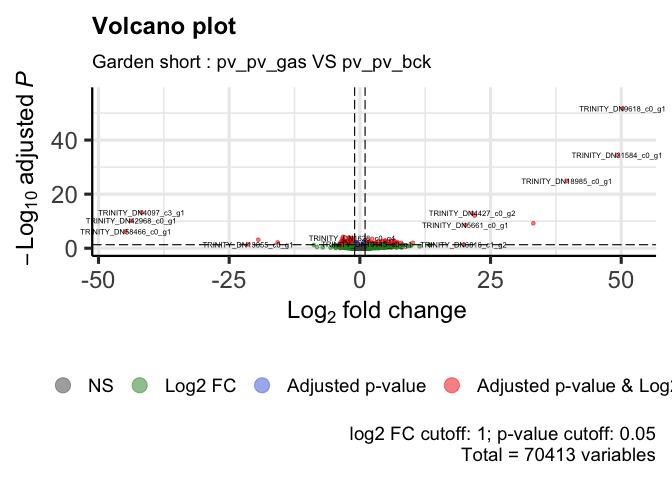 Volcano plot
Garden short : pv_pv_gas VS pv_pv_bck
−Log10 adjusted P
40
20
0
TRINITY_DN9618_c0_g1
TRINITY_DN31584_c0_g1
TRINITY_DN18985_c0_g1
TRINITY_DN4097_c3_g1
TRINITY_DN4427_c0_g2
TRINITY_DN42968_c0_g1
TRINITY_DN5661_c0_g1
TRINITY_DN58466_c0_g1
-50
-25
0
25
50
Log2 fold change
NS
Log2 FC
Adjusted p-value
Adjusted p-value & Log2
log2 FC cutoff: 1; p-value cutoff: 0.05
Total = 70413 variables